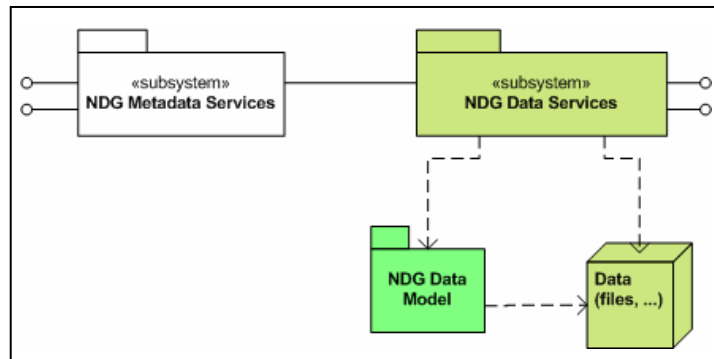 «subsystem»
NDG Metadata Services
«subsystem»
NDG Data Services
NDG Data
Model
Data
(files, ...)